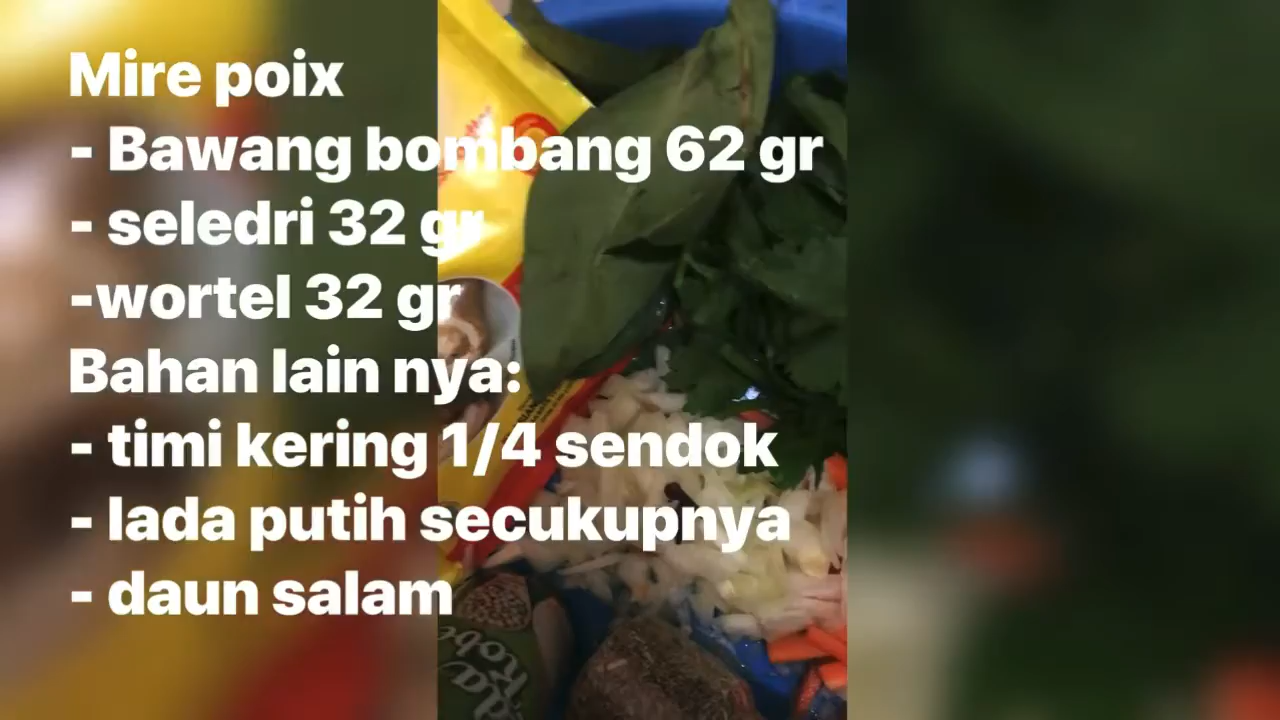 Mire poix
- Bawang bombang 62 gr
- seledri 32 gr
-wortel 32 gr
Bahan lain nya:
- timi kering 1/4 sendok
- lada putih secukupnya
- daun salam